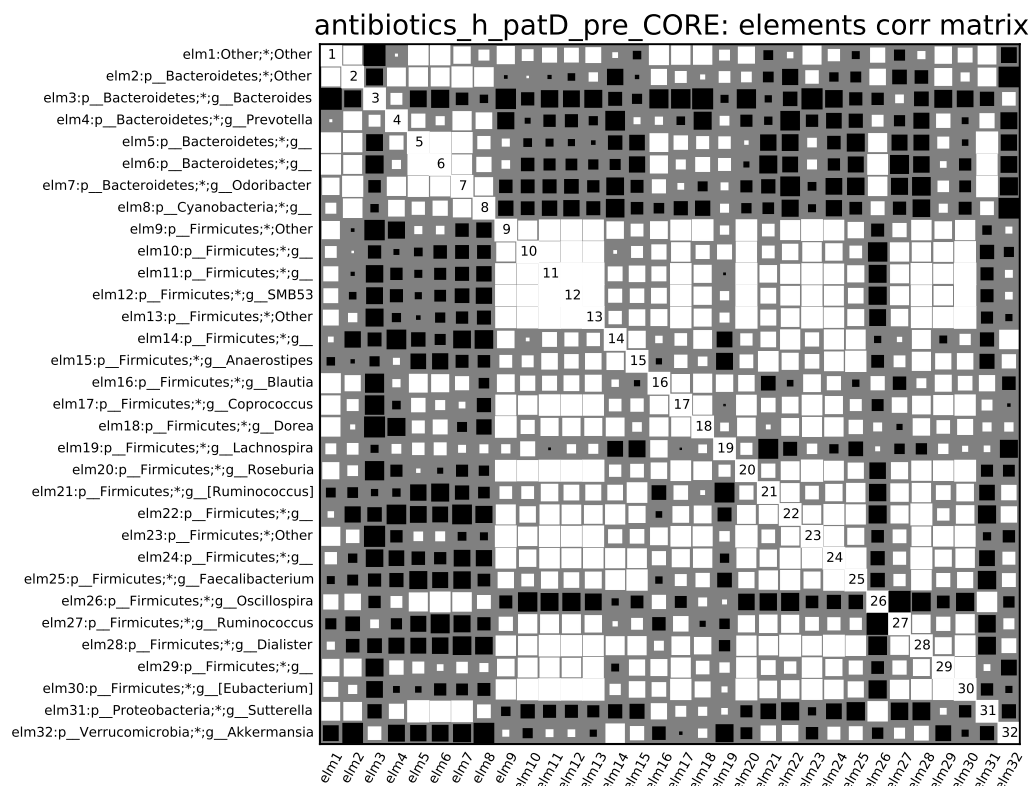 antibiotics_h_patD_pre_CORE: elements corr matrix
elm1:Other;*;Other
elm2:p__Bacteroidetes;*;Other
elm3:p__Bacteroidetes;*;g__Bacteroides
elm4:p__Bacteroidetes;*;g__Prevotella
elm5:p__Bacteroidetes;*;g__
elm6:p__Bacteroidetes;*;g__
elm7:p__Bacteroidetes;*;g__Odoribacter
elm8:p__Cyanobacteria;*;g__
elm9:p__Firmicutes;*;Other
elm10:p__Firmicutes;*;g__
elm11:p__Firmicutes;*;g__
elm12:p__Firmicutes;*;g__SMB53
elm13:p__Firmicutes;*;Other
elm14:p__Firmicutes;*;g__
elm15:p__Firmicutes;*;g__Anaerostipes
elm16:p__Firmicutes;*;g__Blautia
elm17:p__Firmicutes;*;g__Coprococcus
elm18:p__Firmicutes;*;g__Dorea
elm19:p__Firmicutes;*;g__Lachnospira
elm20:p__Firmicutes;*;g__Roseburia
elm21:p__Firmicutes;*;g__[Ruminococcus]
elm22:p__Firmicutes;*;g__
elm23:p__Firmicutes;*;Other
elm24:p__Firmicutes;*;g__
elm25:p__Firmicutes;*;g__Faecalibacterium
elm26:p__Firmicutes;*;g__Oscillospira
elm27:p__Firmicutes;*;g__Ruminococcus
elm28:p__Firmicutes;*;g__Dialister
elm29:p__Firmicutes;*;g__
elm30:p__Firmicutes;*;g__[Eubacterium]
elm31:p__Proteobacteria;*;g__Sutterella
elm32:p__Verrucomicrobia;*;g__Akkermansia
1
2
3
4
5
6
7
8
9
10
11
12
13
14
15
16
17
18
19
20
21
22
23
24
25
26
27
28
29
30
31
32
elm1
elm2
elm3
elm4
elm5
elm6
elm7
elm8
elm9
elm10
elm11
elm12
elm13
elm14
elm15
elm16
elm17
elm18
elm19
elm20
elm21
elm22
elm23
elm24
elm25
elm26
elm27
elm28
elm29
elm30
elm31
elm32